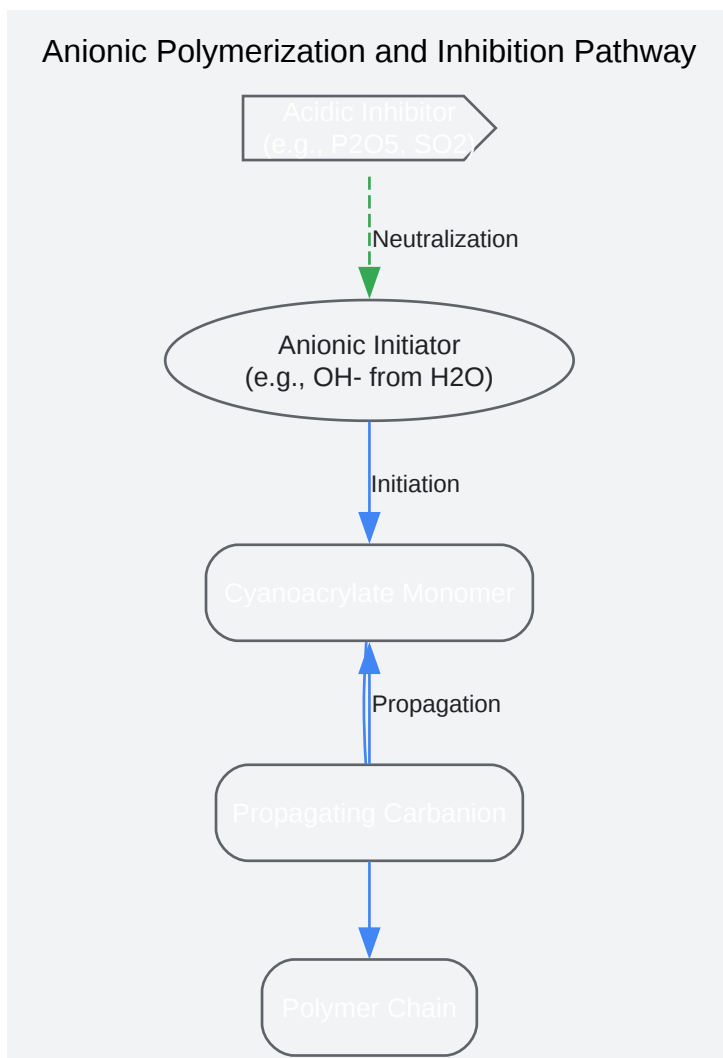 Anionic Polymerization and Inhibition Pathway
Acidic Inhibitor
(e.g., P2O5, SO2)
Neutralization
Anionic Initiator
(e.g., OH- from H2O)
Initiation
Cyanoacrylate Monomer
Propagation
Propagating Carbanion
Polymer Chain